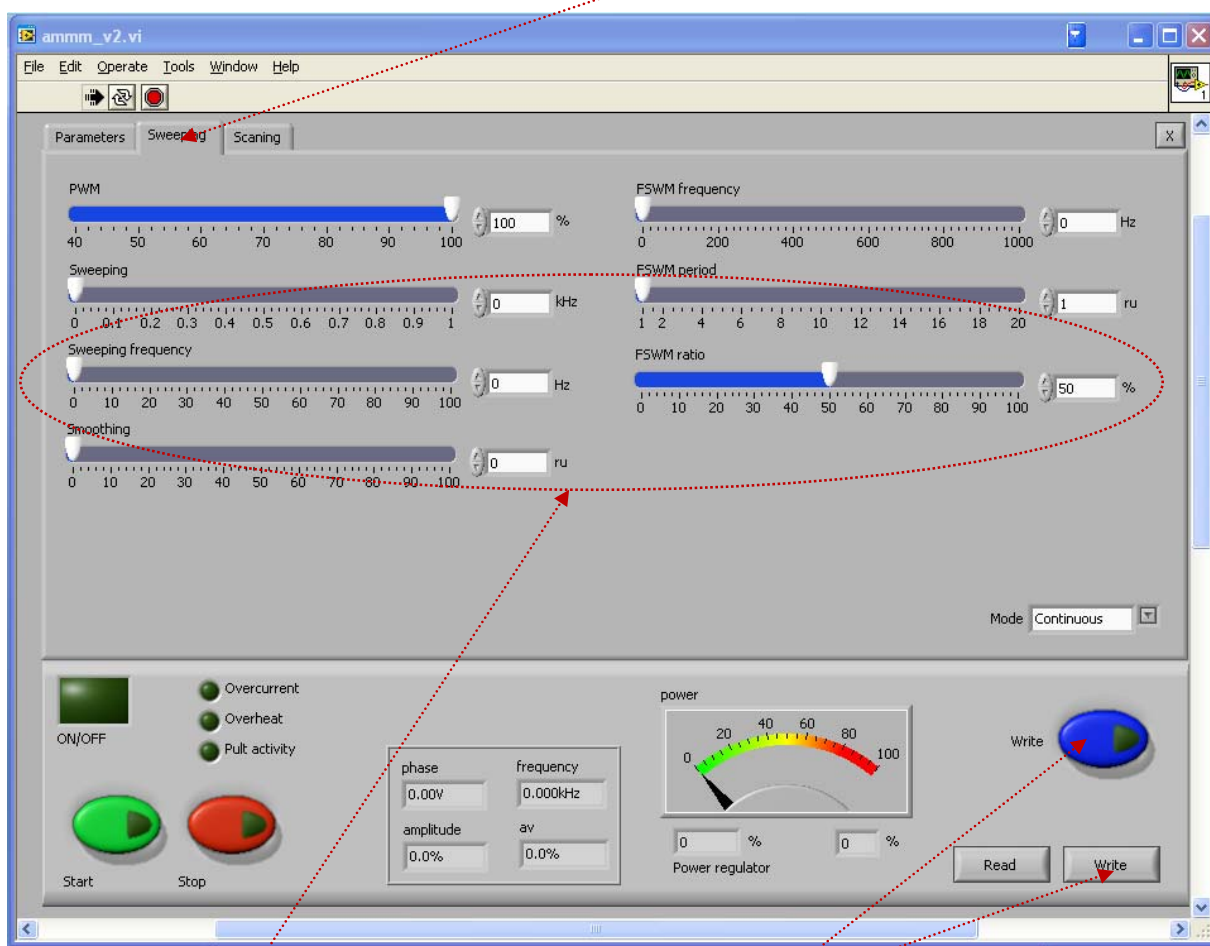 ammm_v2.vi
File Edit Operate Tools Window Help
1
Parameters Sweeping Scaning X
PWM
100 %
40 50 60 70 80 90 100
Sweeping
0 kHz
0 0.1 0.2 0.3 0.4 0.5 0.6 0.7 0.8 0.9 1
Sweeping frequency
0 Hz
0 10 20 30 40 50 60 70 80 90 100
Smoothing
0 ru
0 10 20 30 40 50 60 70 80 90 100
FSWM frequency
0 Hz
0 200 400 600 800 1000
FSWM period
1 ru
1 2 4 6 8 10 12 14 16 18 20
FSWM ratio
50 %
0 10 20 30 40 50 60 70 80 90 100
Mode Continuous
ON/OFF
Overcurrent
Overheat
Pult activity
Start Stop
phase frequency
0.00V 0.000kHz
amplitude av
0.0% 0.0%
power
0 20 40 60 80 100
0 % 0 %
Power regulator
Write
Read Write